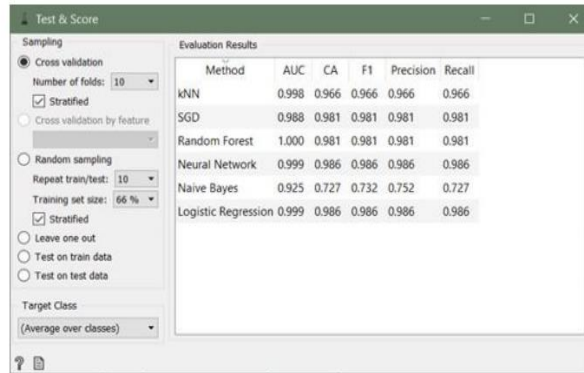 Test & Score
Sampling
Cross validation
Number of folds: 10
Stratified
Cross validation by feature
Random sampling
Repeat train/test: 10
Training set size: 66 %
Stratified
Leave one out
Test on train data
Test on test data
Target Class
(Average over classes)
Evaluation Results
Method AUC CA F1 Precision Recall
kNN 0.998 0.966 0.966 0.966 0.966
SGD 0.988 0.981 0.981 0.981 0.981
Random Forest 1.000 0.981 0.981 0.981 0.981
Neural Network 0.999 0.986 0.986 0.986 0.986
Naive Bayes 0.925 0.727 0.732 0.752 0.727
Logistic Regression 0.999 0.986 0.986 0.986 0.986
?